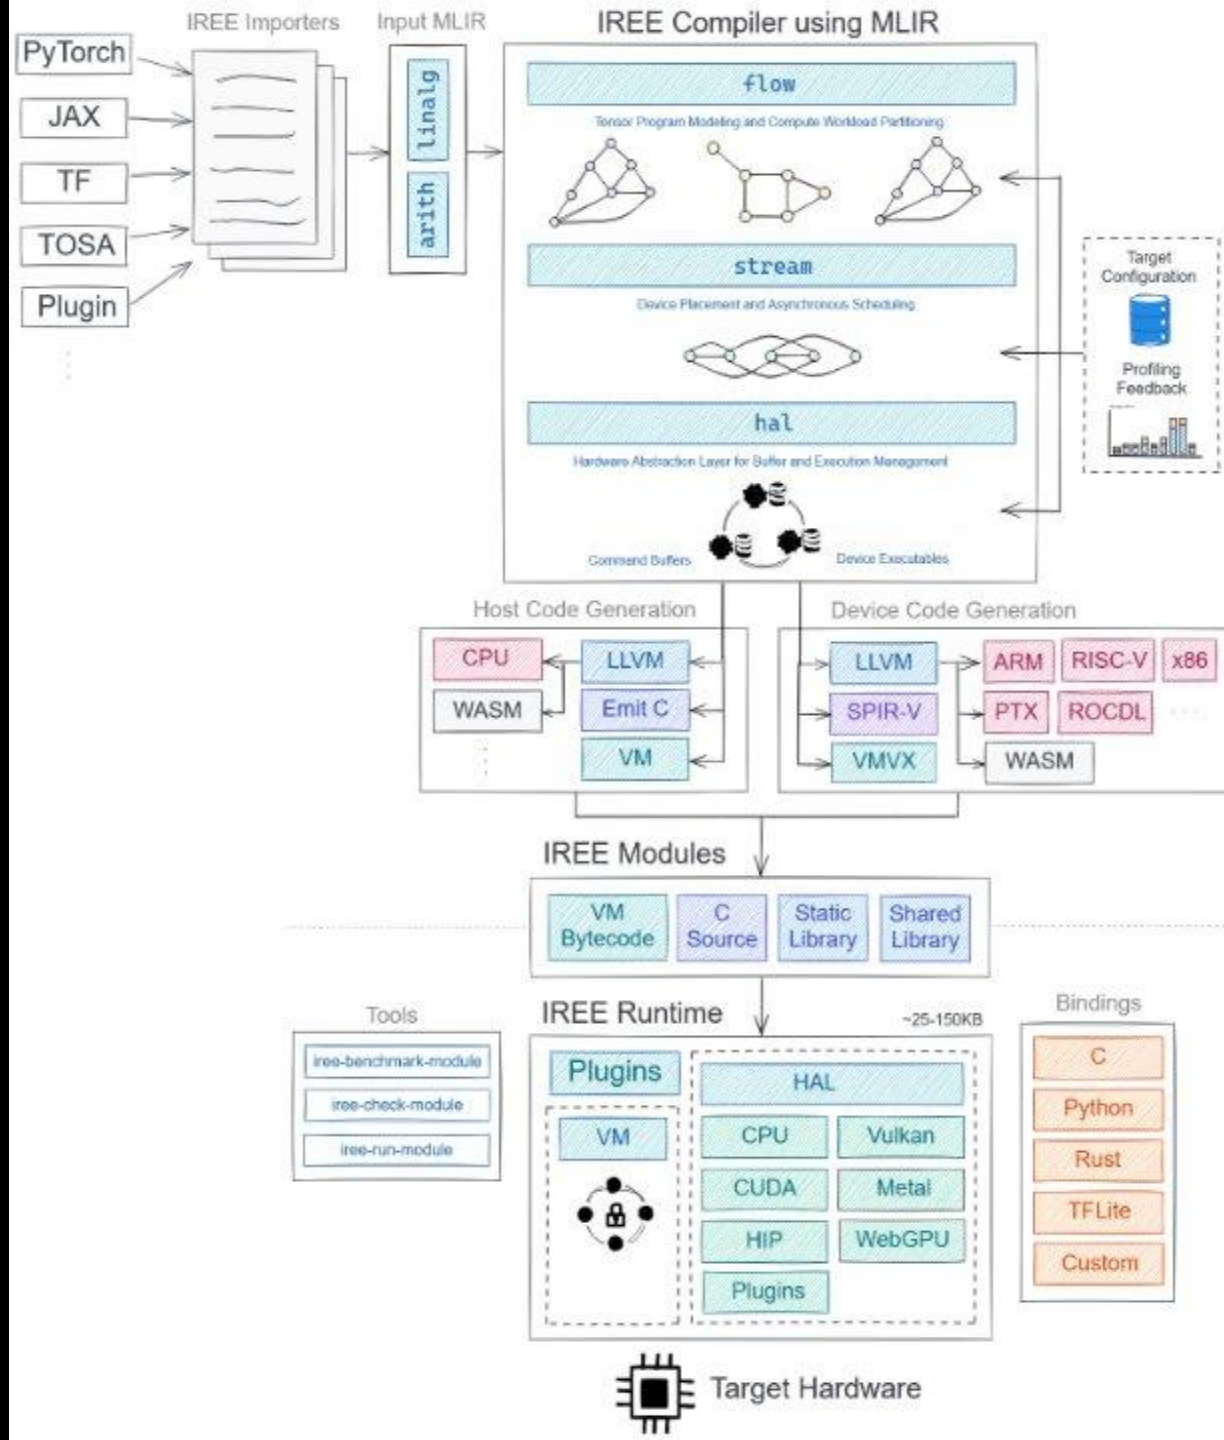 IREE Importers
Input MLIR
IREE Compiler using MLIR
PyTorch
JAX
TF
TOSA
Plugin
linalg
arith
flow
Tensor Program Modeling and Compute Workload Partitioning
stream
Device Placement and Asynchronous Scheduling
hal
Hardware Abstraction Layer for Buffer and Execution Management
Command Buffers
Device Executables
Target
Configuration
Profiling
Feedback
Host Code Generation
CPU
LLVM
WASM
Emit C
VM
Device Code Generation
LLVM
ARM
RISC-V
x86
SPIR-V
PTX
ROCDL
VMVX
WASM
IREE Modules
VM
Bytecode
C
Source
Static
Library
Shared
Library
Tools
iree-benchmark-module
iree-check-module
iree-run-module
IREE Runtime
~25-150KB
Plugins
VM
HAL
CPU
Vulkan
CUDA
Metal
HIP
WebGPU
Plugins
Bindings
C
Python
Rust
TFLite
Custom
Target Hardware